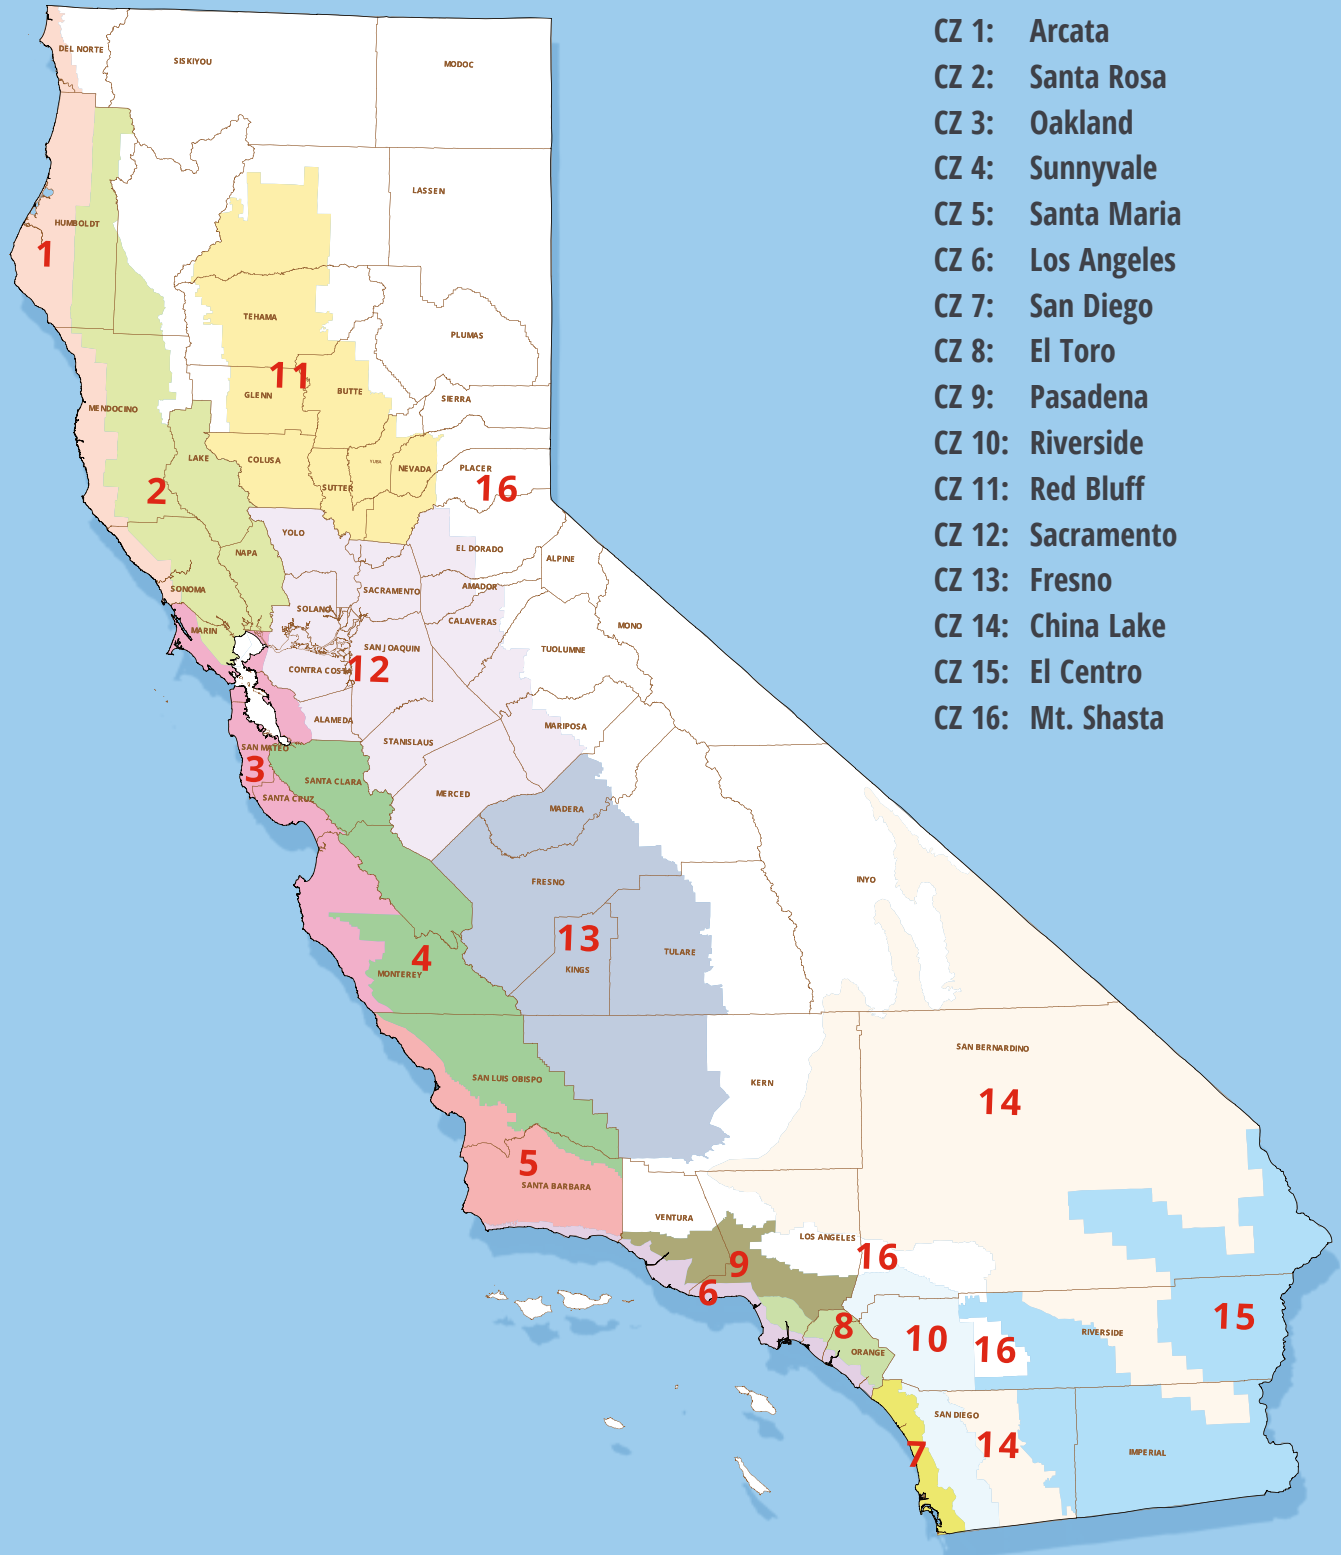 CZ 1: Arcata
CZ 2: Santa Rosa
CZ 3: Oakland
CZ 4: Sunnyvale
CZ 5: Santa Maria
CZ 6: Los Angeles
CZ 7: San Diego
CZ 8: El Toro
CZ 9: Pasadena
CZ 10: Riverside
CZ 11: Red Bluff
CZ 12: Sacramento
CZ 13: Fresno
CZ 14: China Lake
CZ 15: El Centro
CZ 16: Mt. Shasta
DEL NORTE
SISKIYOU
MODOC
LASSEN
HUMBOLDT
1
TEHAMA
PLUMAS
11
GLENN
BUTTE
SIERRA
MENDOCINO
LAKE
COLUSA
YUBA
NEVADA
PLACER
2
SUTTER
16
YOLO
NAPA
EL DORADO
ALPINE
SONOMA
SACRAMENTO
AMADOR
SOLANO
CALAVERAS
MONO
MARIN
SAN JOAQUIN
TUOLUMNE
CONTRA COSTA
12
ALAMEDA
MARIPOSA
STANISLAUS
SAN MATEO
3
SANTA CLARA
SANTA CRUZ
MERCED
MADERA
FRESNO
INYO
13
4
TULARE
KINGS
MONTEREY
SAN BERNARDINO
SAN LUIS OBISPO
KERN
14
5
SANTA BARBARA
VENTURA
LOS ANGELES
16
9
6
8
10
16
15
RIVERSIDE
ORANGE
SAN DIEGO
14
7
IMPERIAL